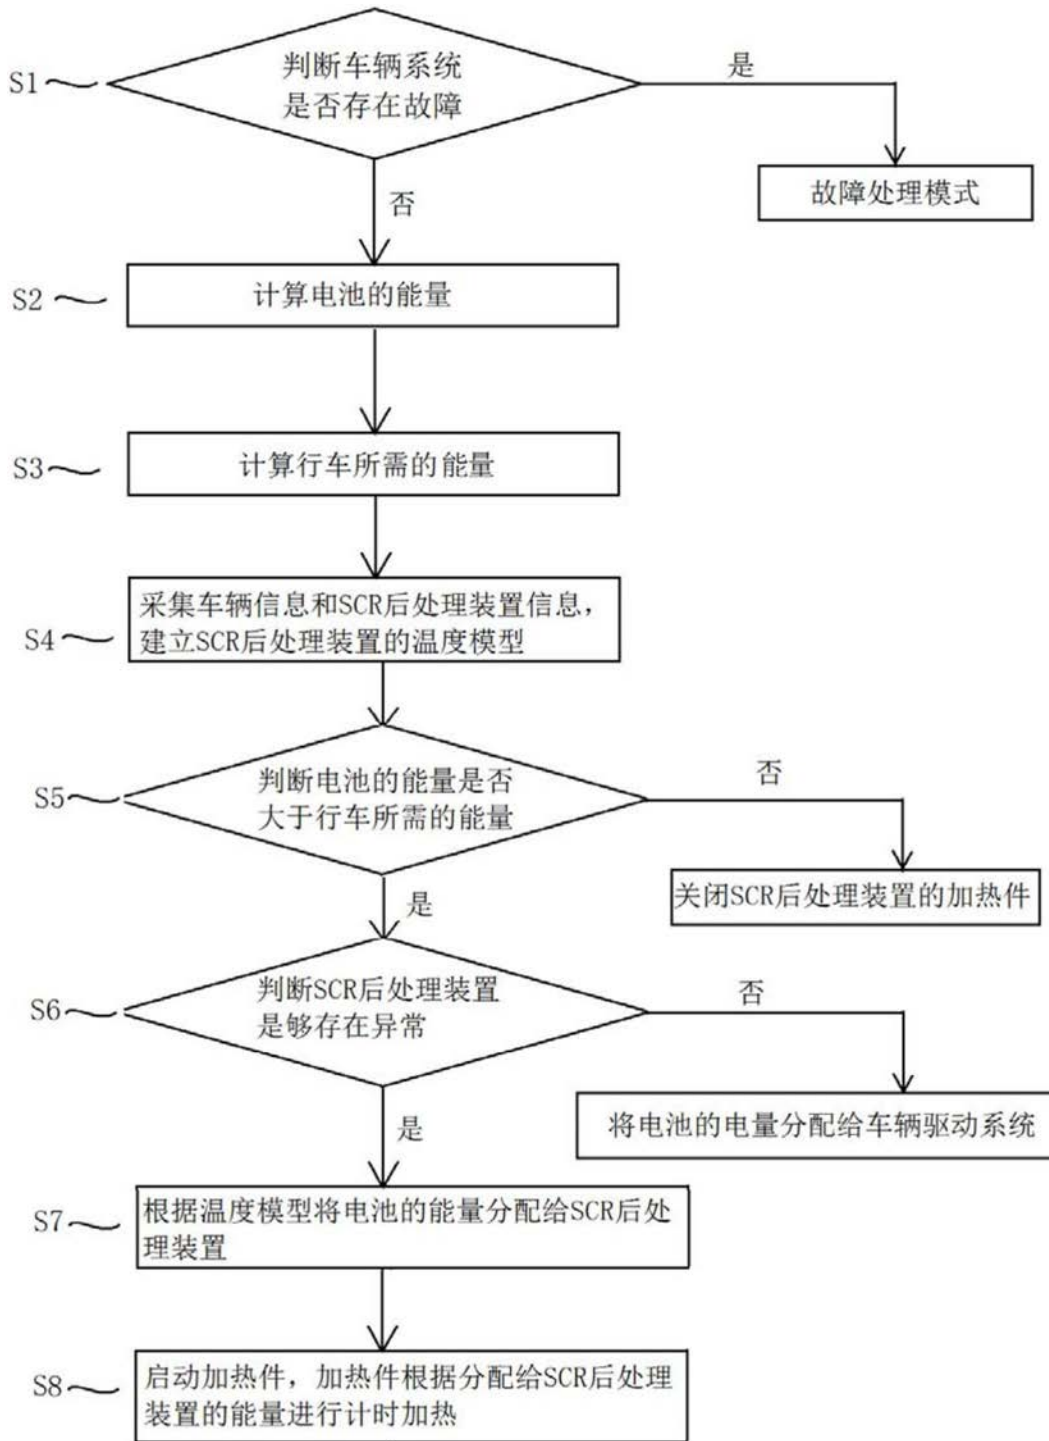 S1
判断车辆系统
是否存在故障
是
故障处理模式
否
S2
计算电池的能量
S3
计算行车所需的能量
S4
采集车辆信息和SCR后处理装置信息，
建立SCR后处理装置的温度模型
S5
判断电池的能量是否
大于行车所需的能量
否
关闭SCR后处理装置的加热件
是
S6
判断SCR后处理装置
是够存在异常
否
将电池的电量分配给车辆驱动系统
是
S7
根据温度模型将电池的能量分配给SCR后处
理装置
S8
启动加热件，加热件根据分配给SCR后处理
装置的能量进行计时加热